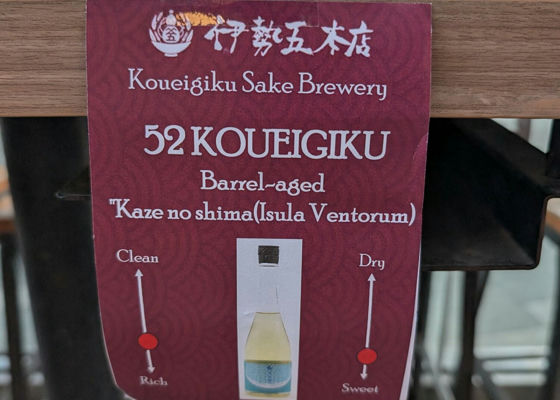 伊勢五本店
Koueigiku Sake Brewery
52 KOUEIGIKU
Barrel-aged
"Kaze no shima(Isula Ventorum)
Clean
Dry
Rich
Sweet